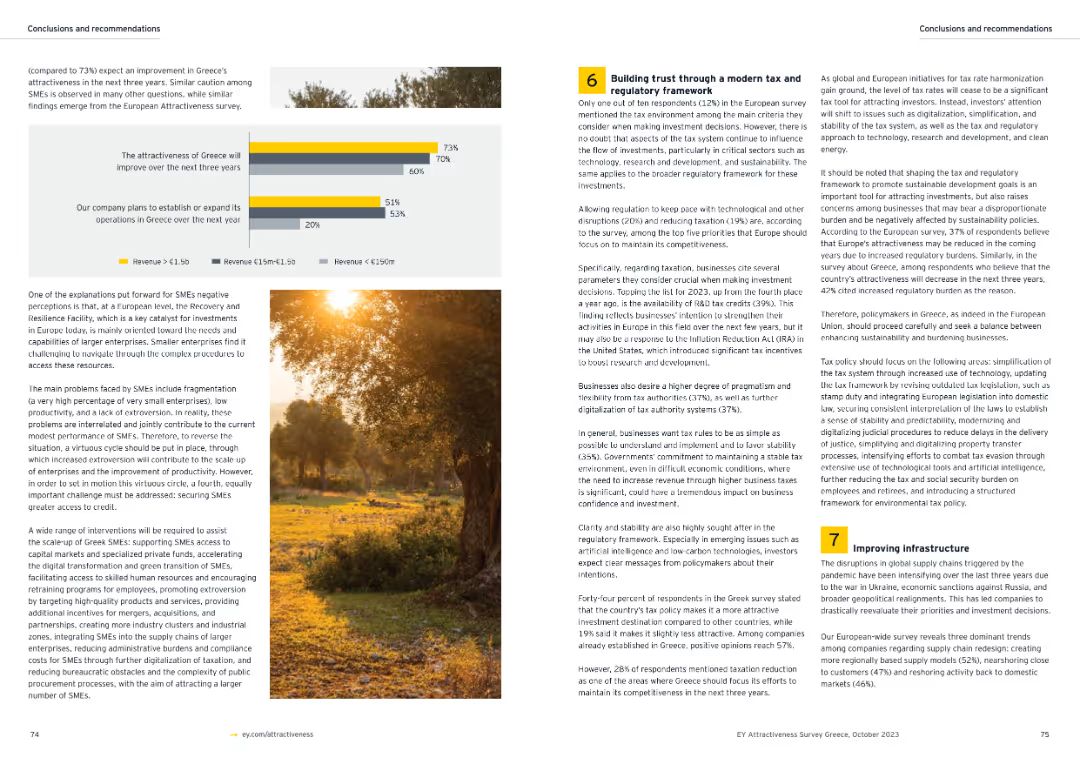 Conclusions and recommendations
(compared to 73%) expect an improvement in Greece's
attractiveness in the next three years. Similar caution among
SMEs is observed in many other questions, while similar
findings emerge from the European Attractiveness survey.
The attractiveness of Greece will
improve over the next three years
73%
70%
60%
Our company plans to establish or expand its
operations in Greece over the next year
51%
53%
20%
Revenue > €1.5b
Revenue €15m-€1.5b
Revenue < €150m
One of the explanations put forward for SMEs negative
perceptions is that, at a European level, the Recovery and
Resilience Facility, which is a key catalyst for investments
in Europe today, is mainly oriented toward the needs and
capabilities of larger enterprises. Smaller enterprises find it
challenging to navigate through the complex procedures to
access these resources.
The main problems faced by SMEs include fragmentation
(a very high percentage of very small enterprises), low
productivity, and a lack of extroversion. In reality, these
problems are interrelated and jointly contribute to the current
modest performance of SMEs. Therefore, to reverse the
situation, a virtuous cycle should be put in place, through
which increased extroversion will contribute to the scale-up
of enterprises and the improvement of productivity. However,
in order to set in motion this virtuous circle, a fourth, equally
important challenge must be addressed: securing SMEs
greater access to credit.
A wide range of interventions will be required to assist
the scale-up of Greek SMEs: supporting SMEs access to
capital markets and specialized private funds, accelerating
the digital transformation and green transition of SMEs,
facilitating access to skilled human resources and encouraging
retraining programs for employees, promoting extroversion
by targeting high-quality products and services, providing
additional incentives for mergers, acquisitions, and
partnerships, creating more industry clusters and industrial
zones, integrating SMEs into the supply chains of larger
enterprises, reducing administrative burdens and compliance
costs for SMEs through further digitalization of taxation, and
reducing bureaucratic obstacles and the complexity of public
procurement processes, with the aim of attracting a larger
number of SMEs.
74
ey.com/attractiveness
Conclusions and recommendations
6
Building trust through a modern tax and
regulatory framework
Only one out of ten respondents (12%) in the European survey
mentioned the tax environment among the main criteria they
consider when making investment decisions. However, there is
no doubt that aspects of the tax system continue to influence
the flow of investments, particularly in critical sectors such as
technology, research and development, and sustainability. The
same applies to the broader regulatory framework for these
investments.
Allowing regulation to keep pace with technological and other
disruptions (20%) and reducing taxation (19%) are, according
to the survey, among the top five priorities that Europe should
focus on to maintain its competitiveness.
Specifically, regarding taxation, businesses cite several
parameters they consider crucial when making investment
decisions. Topping the list for 2023, up from the fourth place
a year ago, is the availability of R&D tax credits (39%). This
finding reflects businesses' intention to strengthen their
activities in Europe in this field over the next few years, but it
may also be a response to the Inflation Reduction Act (IRA) in
the United States, which introduced significant tax incentives
to boost research and development.
Businesses also desire a higher degree of pragmatism and
flexibility from tax authorities (37%), as well as further
digitalization of tax authority systems (37%).
In general, businesses want tax rules to be as simple as
possible to understand and implement and to favor stability
(35%). Governments' commitment to maintaining a stable tax
environment, even in difficult economic conditions, where
the need to increase revenue through higher business taxes
is significant, could have a tremendous impact on business
confidence and investment.
Clarity and stability are also highly sought after in the
regulatory framework. Especially in emerging issues such as
artificial intelligence and low-carbon technologies, investors
expect clear messages from policymakers about their
intentions.
Forty-four percent of respondents in the Greek survey stated
that the country's tax policy makes it a more attractive
investment destination compared to other countries, while
19% said it makes it slightly less attractive. Among companies
already established in Greece, positive opinions reach 57%.
However, 28% of respondents mentioned taxation reduction
as one of the areas where Greece should focus its efforts to
maintain its competitiveness in the next three years.
As global and European initiatives for tax rate harmonization
gain ground, the level of tax rates will cease to be a significant
tax tool for attracting investors. Instead, investors' attention
will shift to issues such as digitalization, simplification, and
stability of the tax system, as well as the tax and regulatory
approach to technology, research and development, and clean
energy.
It should be noted that shaping the tax and regulatory
framework to promote sustainable development goals is an
important tool for attracting investments, but also raises
concerns among businesses that may bear a disproportionate
burden and be negatively affected by sustainability policies.
According to the European survey, 37% of respondents believe
that Europe's attractiveness may be reduced in the coming
years due to increased regulatory burdens. Similarly, in the
survey about Greece, among respondents who believe that the
country's attractiveness will decrease in the next three years,
42% cited increased regulatory burden as the reason.
Therefore, policymakers in Greece, as indeed in the European
Union, should proceed carefully and seek a balance between
enhancing sustainability and burdening businesses.
Tax policy should focus on the following areas: simplification of
the tax system through increased use of technology, updating
the tax framework by revising outdated tax legislation, such as
stamp duty and integrating European legislation into domestic
law, securing consistent interpretation of the laws to establish
a sense of stability and predictability, modernizing and
digitalizing judicial procedures to reduce delays in the delivery
of justice, simplifying and digitalizing property transfer
processes, intensifying efforts to combat tax evasion through
extensive use of technological tools and artificial intelligence,
further reducing the tax and social security burden on
employees and retirees, and introducing a structured
framework for environmental tax policy.
7
Improving infrastructure
The disruptions in global supply chains triggered by the
pandemic have been intensifying over the last three years due
to the war in Ukraine, economic sanctions against Russia, and
broader geopolitical realignments. This has led companies to
drastically reevaluate their priorities and investment decisions.
Our European-wide survey reveals three dominant trends
among companies regarding supply chain redesign: creating
more regionally based supply models (52%), nearshoring close
to customers (47%) and reshoring activity back to domestic
markets (46%).
EY Attractiveness Survey Greece, October 2023
75